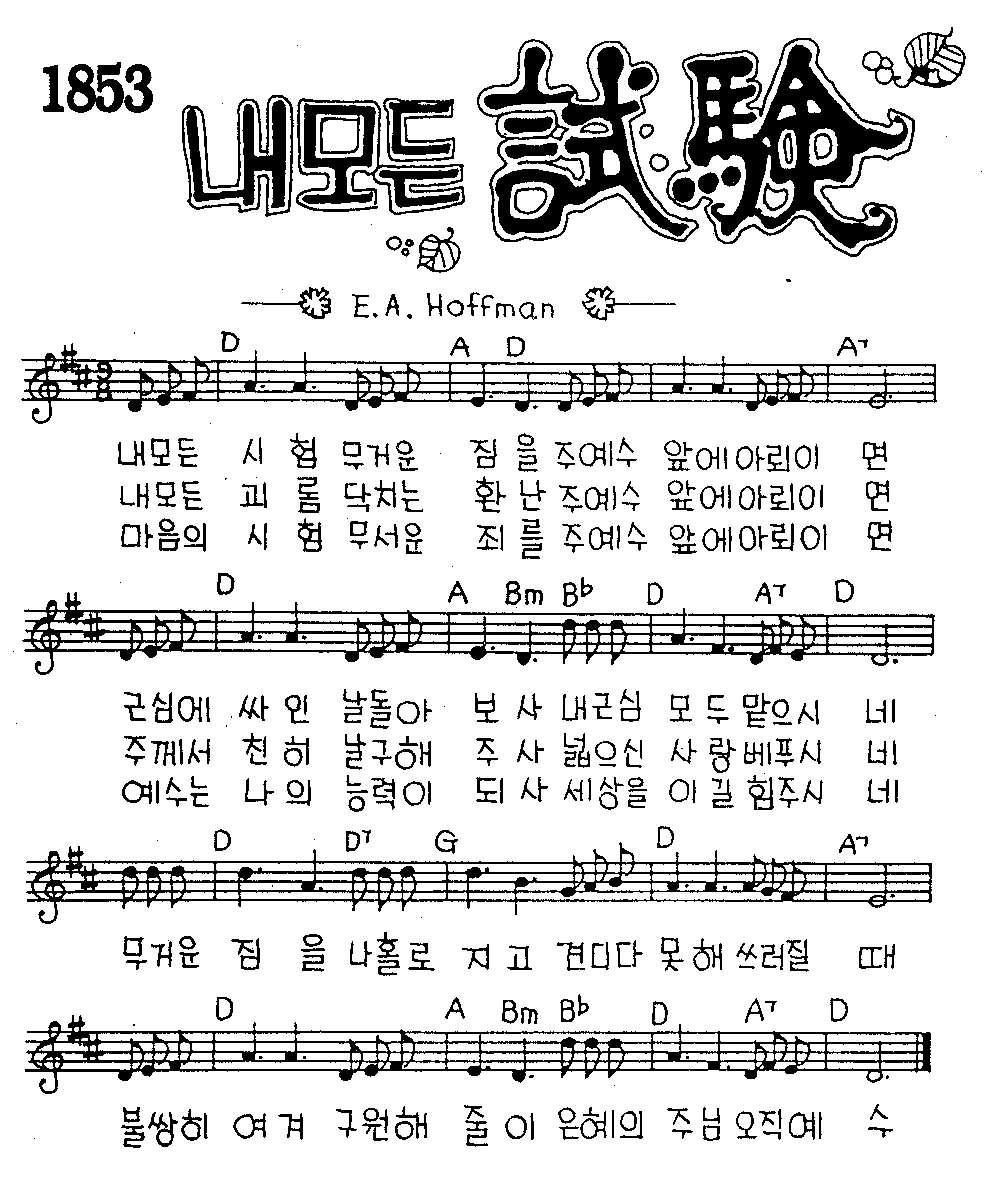 1853
내모든 試驗
E.A. Hoffman
D A D A7
내모든 시 험 무거운 짐 을 주예수 앞에아뢰이 면
내모든 괴 롬 닥치는 환 난 주예수 앞에아뢰이 면
마음의 시 험 무서운 죄 를 주예수 앞에아뢰이 면
D A Bm Bb D A7 D
근심에 싸 인 날돌아 보 사 내근심 모 두 맡으시 네
주께서 친 히 날구해 주 사 넓으신 사 랑베푸시 네
예수는 나 의 능력이 되 사 세상을 이 길 힘주시 네
D D7 G D A7
무거운 짐 을 나홀로 지 고 견디다 못 해 쓰러질 때
D A Bm Bb D A7 D
불쌍히 여 겨 구원해 줄 이 은혜의 주 님 오직예 수